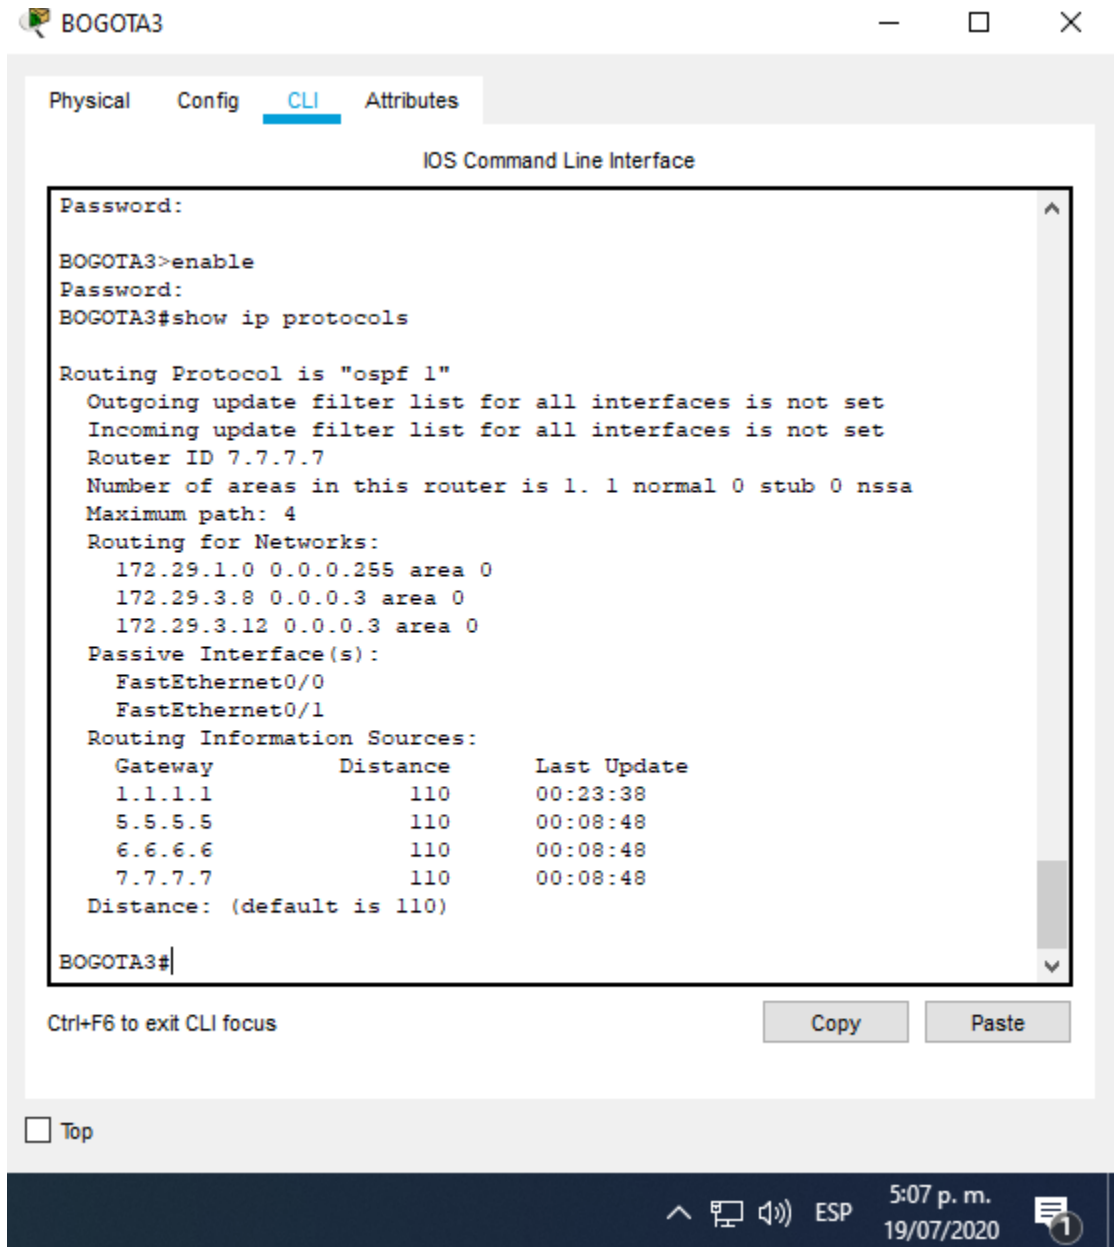 BOGOTA3
Physical Config CLI Attributes
IOS Command Line Interface
Password:
BOGOTA3>enable
Password:
BOGOTA3#show ip protocols
Routing Protocol is "ospf 1"
Outgoing update filter list for all interfaces is not set
Incoming update filter list for all interfaces is not set
Router ID 7.7.7.7
Number of areas in this router is 1. 1 normal 0 stub 0 nssa
Maximum path: 4
Routing for Networks:
172.29.1.0 0.0.0.255 area 0
172.29.3.8 0.0.0.3 area 0
172.29.3.12 0.0.0.3 area 0
Passive Interface(s):
FastEthernet0/0
FastEthernet0/1
Routing Information Sources:
Gateway Distance Last Update
1.1.1.1 110 00:23:38
5.5.5.5 110 00:08:48
6.6.6.6 110 00:08:48
7.7.7.7 110 00:08:48
Distance: (default is 110)
BOGOTA3#
Ctrl+F6 to exit CLI focus Copy Paste
Top
ESP 5:07 p. m.
19/07/2020 1